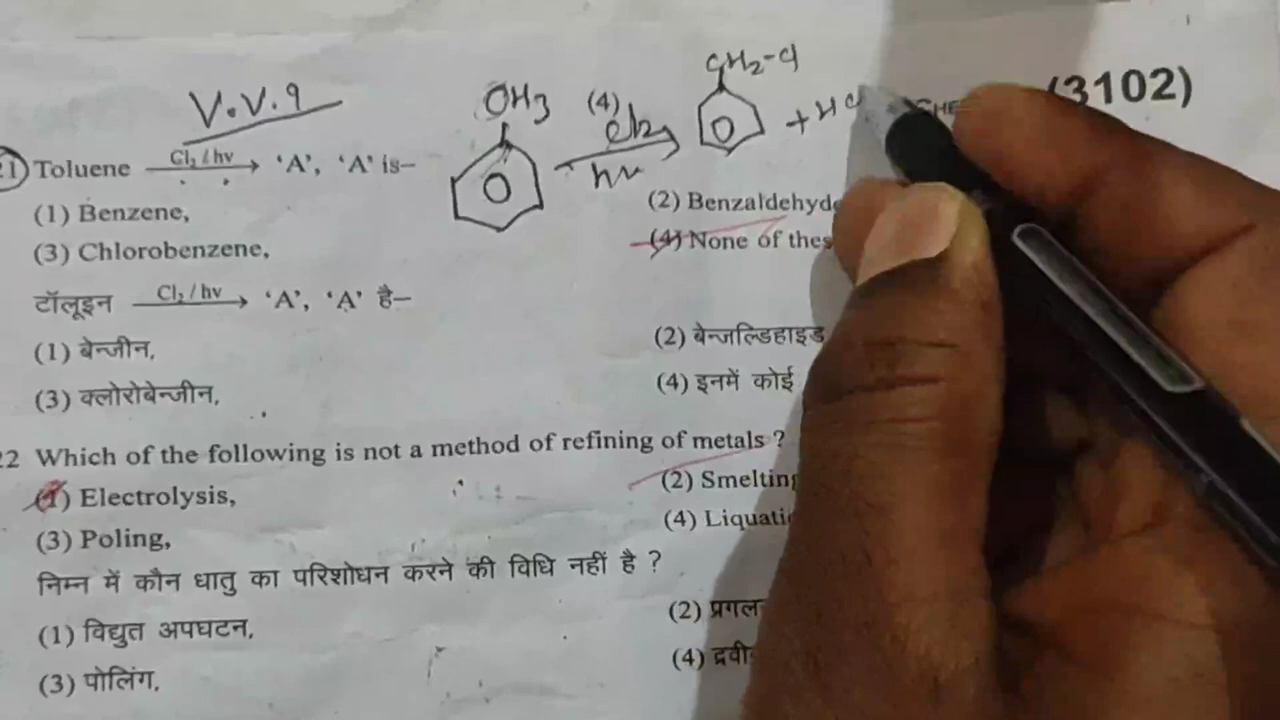 V.V.9
CH3 (4) Cl2 hν CH2-Cl + HCl
(3102)
21) Toluene Cl₂ / hv → ‘A’, ‘A’ is–
(1) Benzene,
(2) Benzaldehyde
(3) Chlorobenzene,
(4) None of thes
टॉलूइन Cl₂ / hv → ‘A’, ‘A’ है–
(1) बेन्जीन,
(2) बेन्जल्डिहाइड
(3) क्लोरोबेन्जीन,
(4) इनमें कोई
22 Which of the following is not a method of refining of metals ?
(1) Electrolysis,
(2) Smelting
(3) Poling,
(4) Liquati
निम्न में कौन धातु का परिशोधन करने की विधि नहीं है ?
(1) विद्युत अपघटन,
(2) प्रगल
(3) पोलिंग,
(4) द्रवी